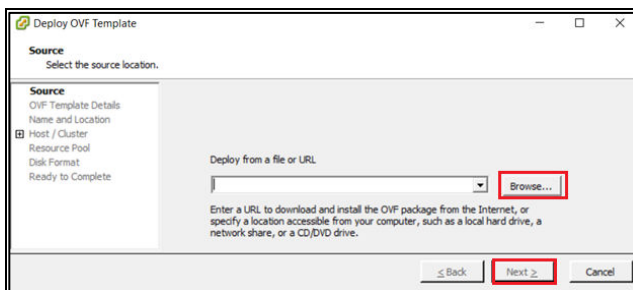 Deploy OVF Template
Source
Select the source location.
Source
OVF Template Details
Name and Location
Host / Cluster
Resource Pool
Disk Format
Ready to Complete
Deploy from a file or URL
Browse...
Enter a URL to download and install the OVF package from the Internet, or
specify a location accessible from your computer, such as a local hard drive, a
network share, or a CD/DVD drive.
< Back
Next >
Cancel